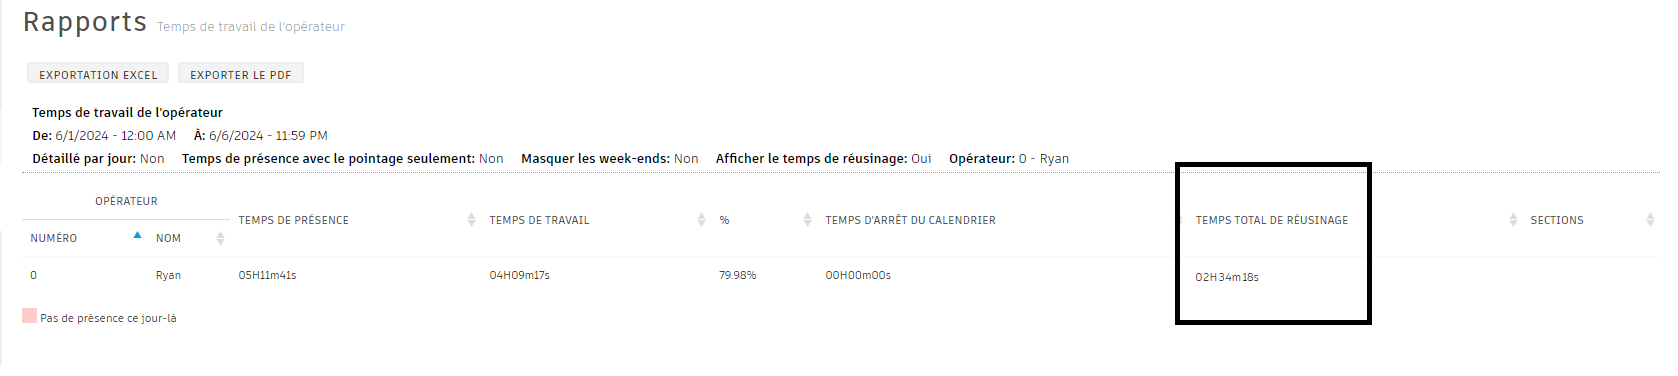 Rapports Temps de travail de l'opérateur
EXPORTATION EXCEL EXPORTER LE PDF
Temps de travail de l'opérateur
De: 6/1/2024 - 12:00 AM À: 6/6/2024 - 11:59 PM
Détaillé par jour: Non Temps de présence avec le pointage seulement: Non Masquer les week-ends: Non Afficher le temps de réusinage: Oui Opérateur: 0 - Ryan
OPÉRATEUR
TEMPS DE PRÉSENCE TEMPS DE TRAVAIL % TEMPS D'ARRÊT DU CALENDRIER TEMPS TOTAL DE RÉUSINAGE SECTIONS
NUMÉRO NOM
0 Ryan 05H11m41s 04H09m17s 79.98% 00H00m00s 02H34m18s
Pas de présence ce jour-là